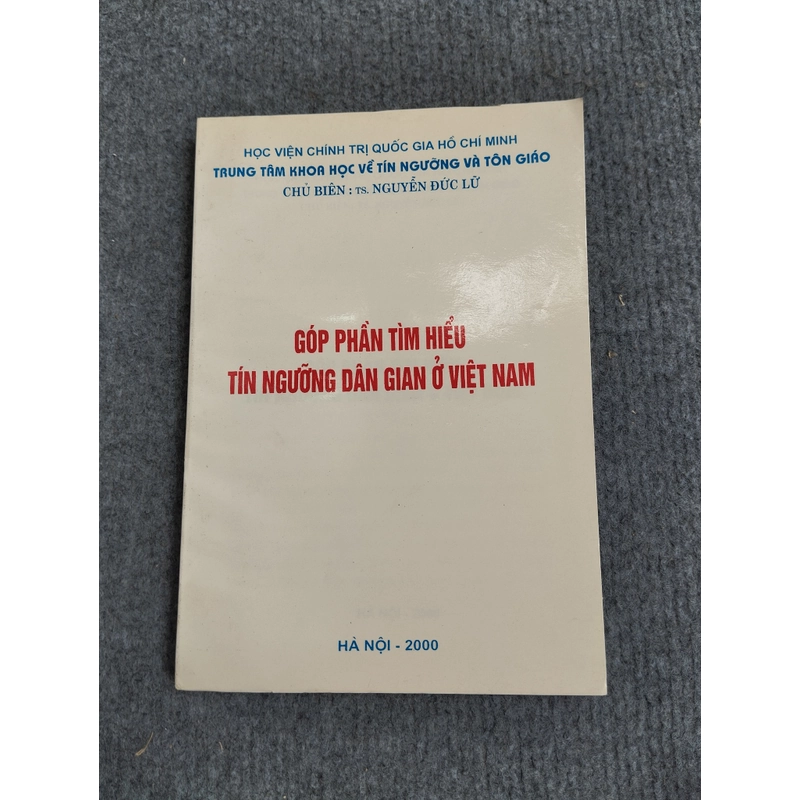 HỌC VIỆN CHÍNH TRỊ QUỐC GIA HỒ CHÍ MINH
TRUNG TÂM KHOA HỌC VỀ TÍN NGƯỠNG VÀ TÔN GIÁO
CHỦ BIÊN : TS. NGUYỄN ĐỨC LỮ
GÓP PHẦN TÌM HIỂU
TÍN NGƯỠNG DÂN GIAN Ở VIỆT NAM
HÀ NỘI - 2000